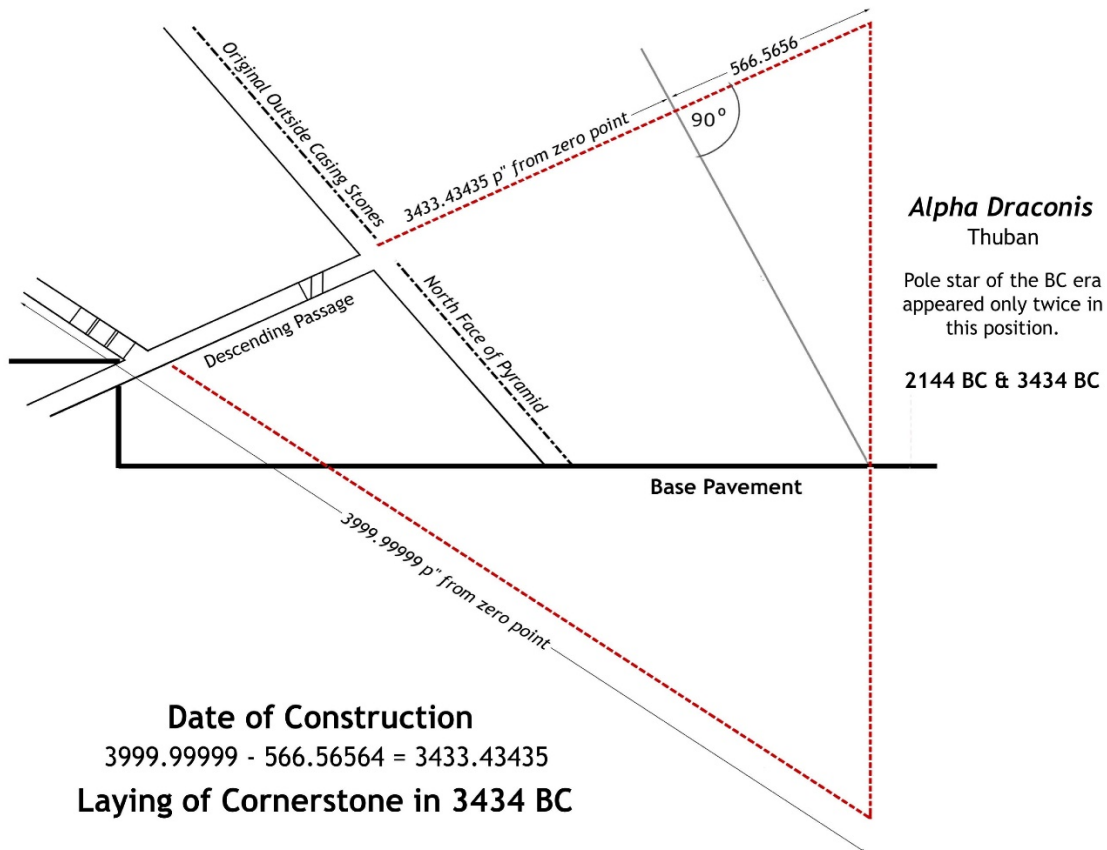 Original Outside Casing Stones
566.5656
90°
3433.43435 p" from zero point
Alpha Draconis
Thuban
Pole star of the BC era
appeared only twice in
this position.
2144 BC & 3434 BC
Descending Passage
North Face of Pyramid
Base Pavement
3999.99999 p" from zero point
Date of Construction
3999.99999 - 566.56564 = 3433.43435
Laying of Cornerstone in 3434 BC